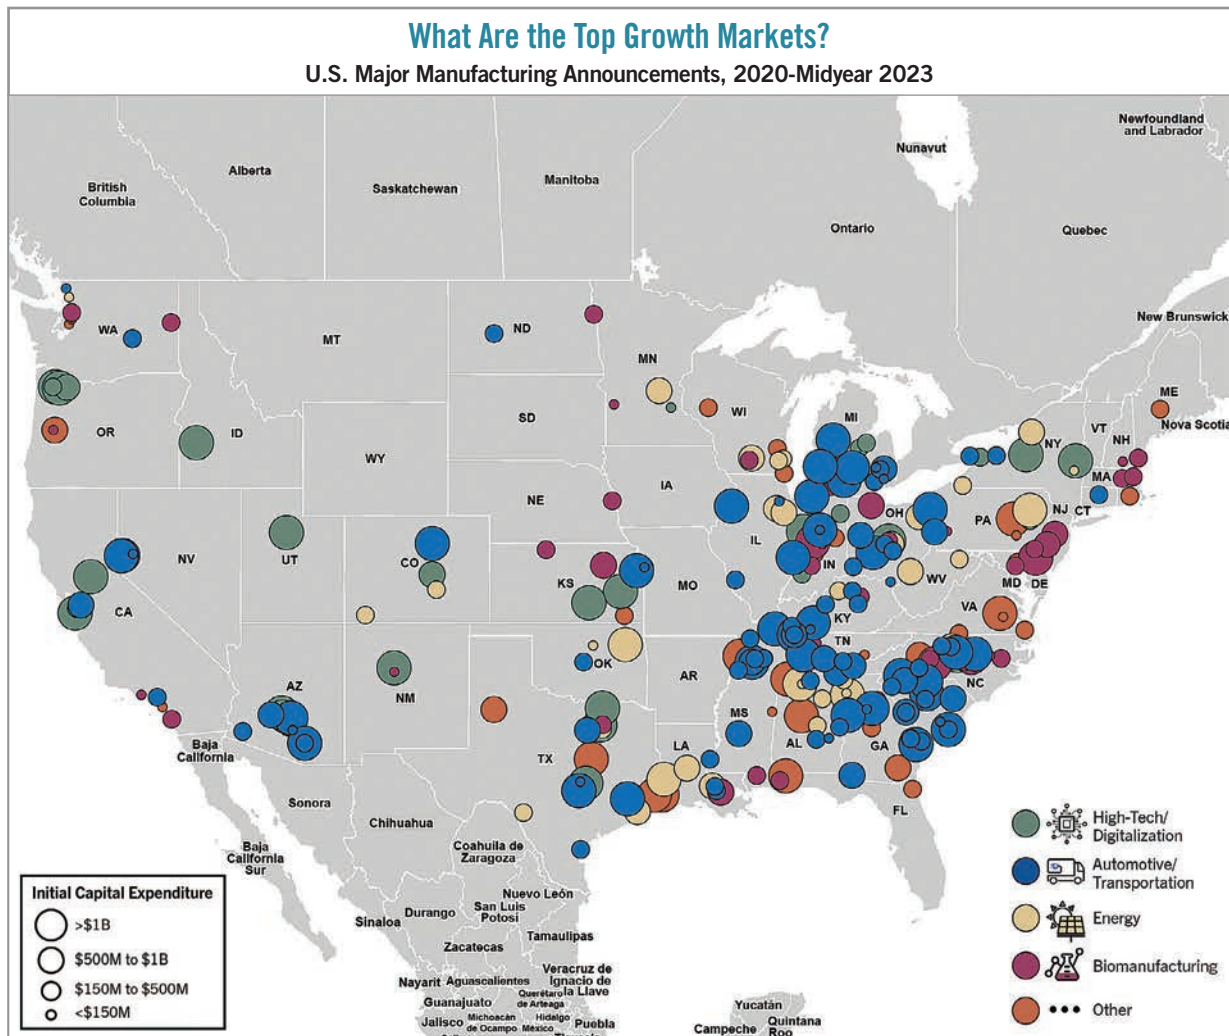 What Are the Top Growth Markets?
U.S. Major Manufacturing Announcements, 2020-Midyear 2023
Newfoundland
and Labrador
Nunavut
Alberta
British
Columbia
Saskatchewan
Manitoba
Ontario
Quebec
New Brunswick
Nova Scotia
WA
MT
ND
MN
WI
MI
ME
VT
NH
NY
MA
CT
OR
ID
SD
WY
IA
NE
NV
UT
CO
CA
KS
MO
IL
IN
OH
PA
NJ
MD
DE
WV
VA
KY
TN
NC
AZ
NM
OK
AR
MS
AL
GA
TX
LA
FL
Baja
California
Sonora
Chihuahua
Coahuila de
Zaragoza
Baja
California
Sur
Nuevo León
San Luis
Potosí
Durango
Sinaloa
Tamaulipas
Zacatecas
Nayarit
Aguascalientes
Veracruz de
Ignacio de
la Llave
Guanajuato
Querétaro
de Arteaga
Jalisco
Michoacán
de Ocampo
Hidalgo
México
Puebla
Yucatán
Campeche
Quintana
Roo
Initial Capital Expenditure
>$1B
$500M to $1B
$150M to $500M
<$150M
High-Tech/
Digitalization
Automotive/
Transportation
Energy
Biomanufacturing
Other